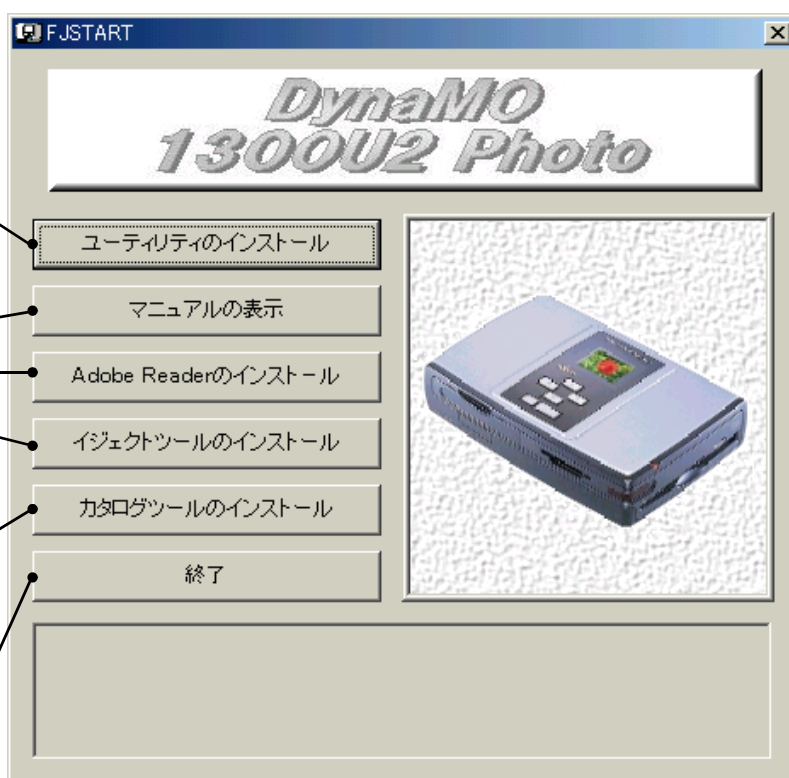 FJSTART
DynaMO
1300U2 Photo
ユーティリティのインストール
マニュアルの表示
Adobe Readerのインストール
イジェクトツールのインストール
カタログツールのインストール
終了